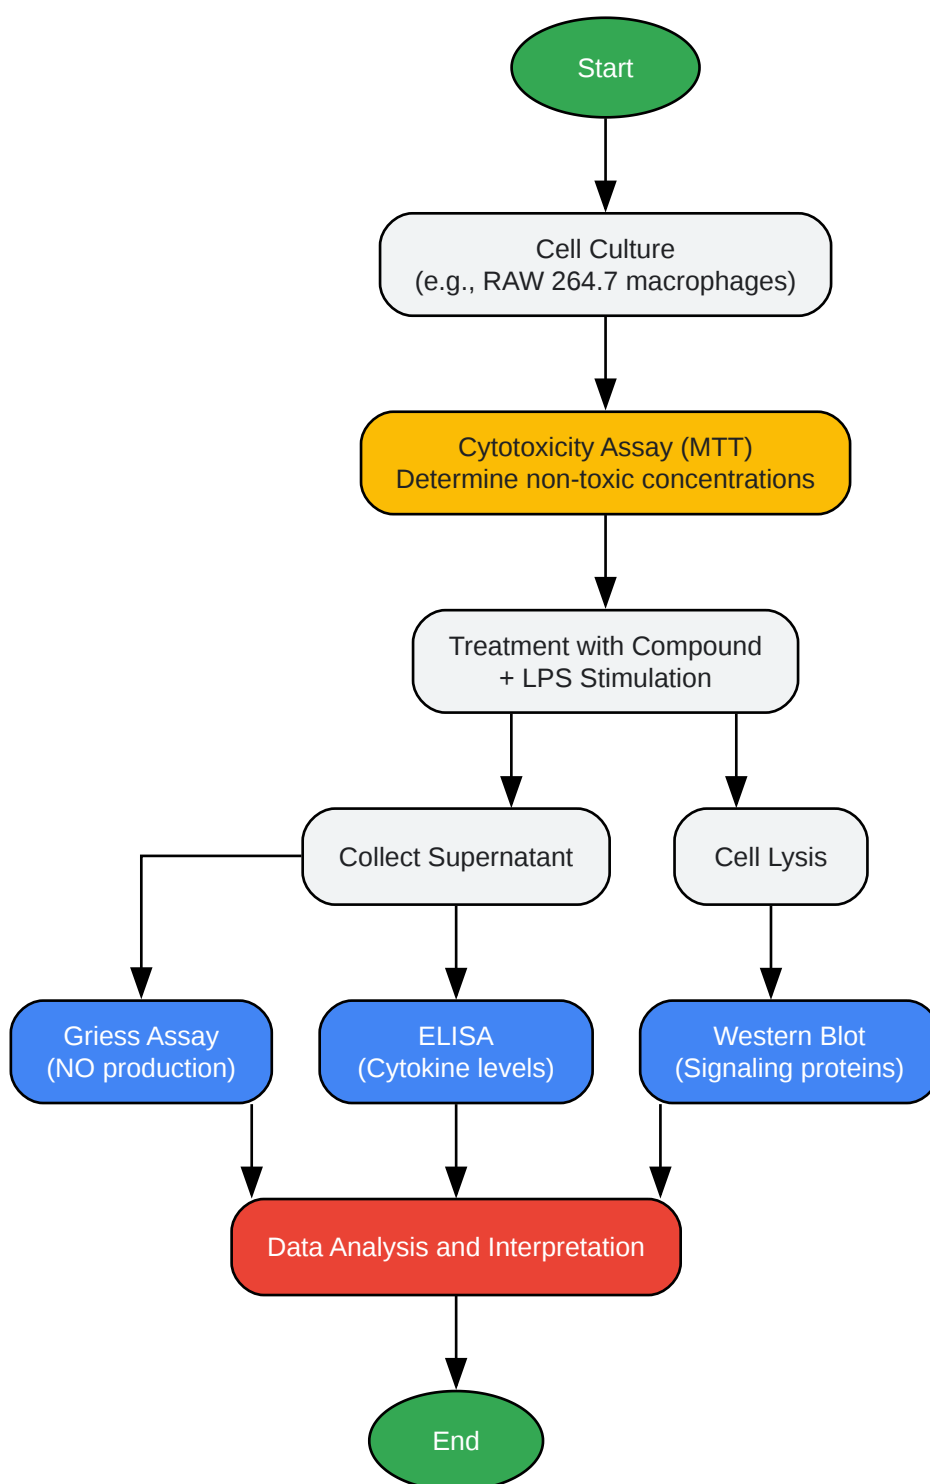 Start
Cell Culture
(e.g., RAW 264.7 macrophages)
Cytotoxicity Assay (MTT)
Determine non-toxic concentrations
Treatment with Compound
+ LPS Stimulation
Collect Supernatant
Cell Lysis
Griess Assay
(NO production)
ELISA
(Cytokine levels)
Western Blot
(Signaling proteins)
Data Analysis and Interpretation
End